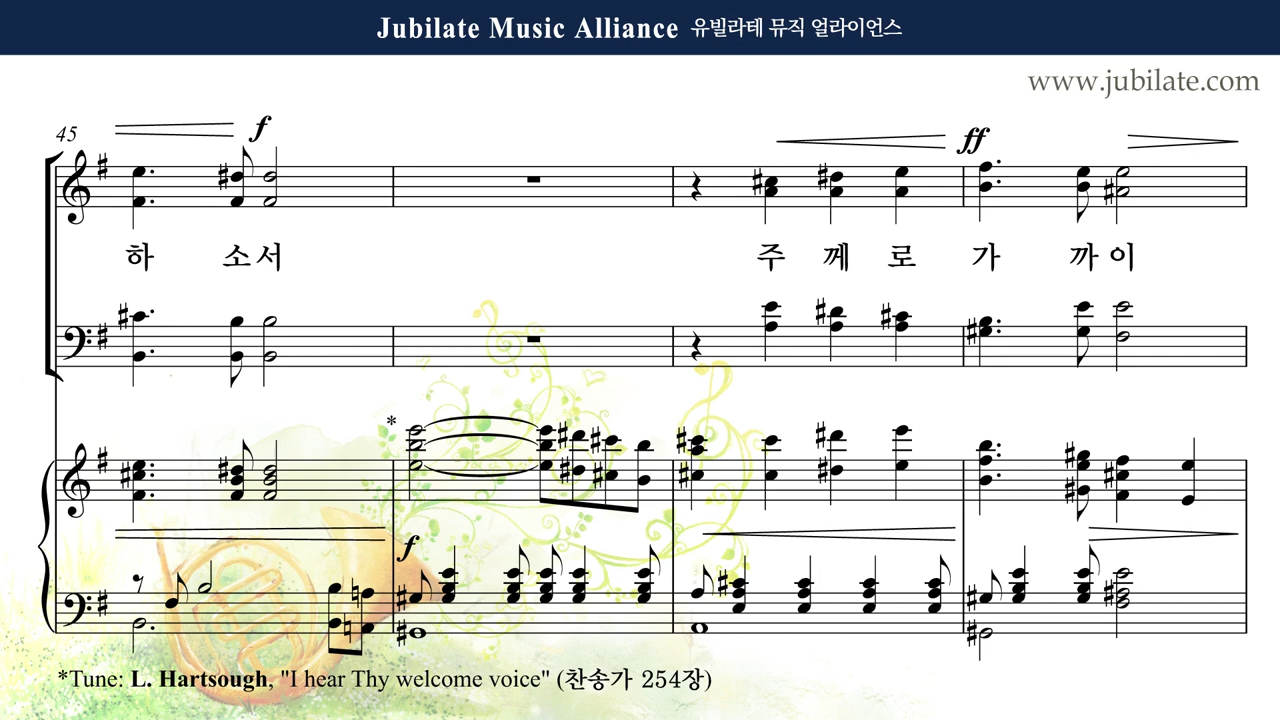 Jubilate Music Alliance 유빌라테 뮤직 얼라이언스
www.jubilate.com
45
f
ff
하 소서 주 께 로 가 까이
*
f
*Tune: L. Hartsough, "I hear Thy welcome voice" (찬송가 254장)